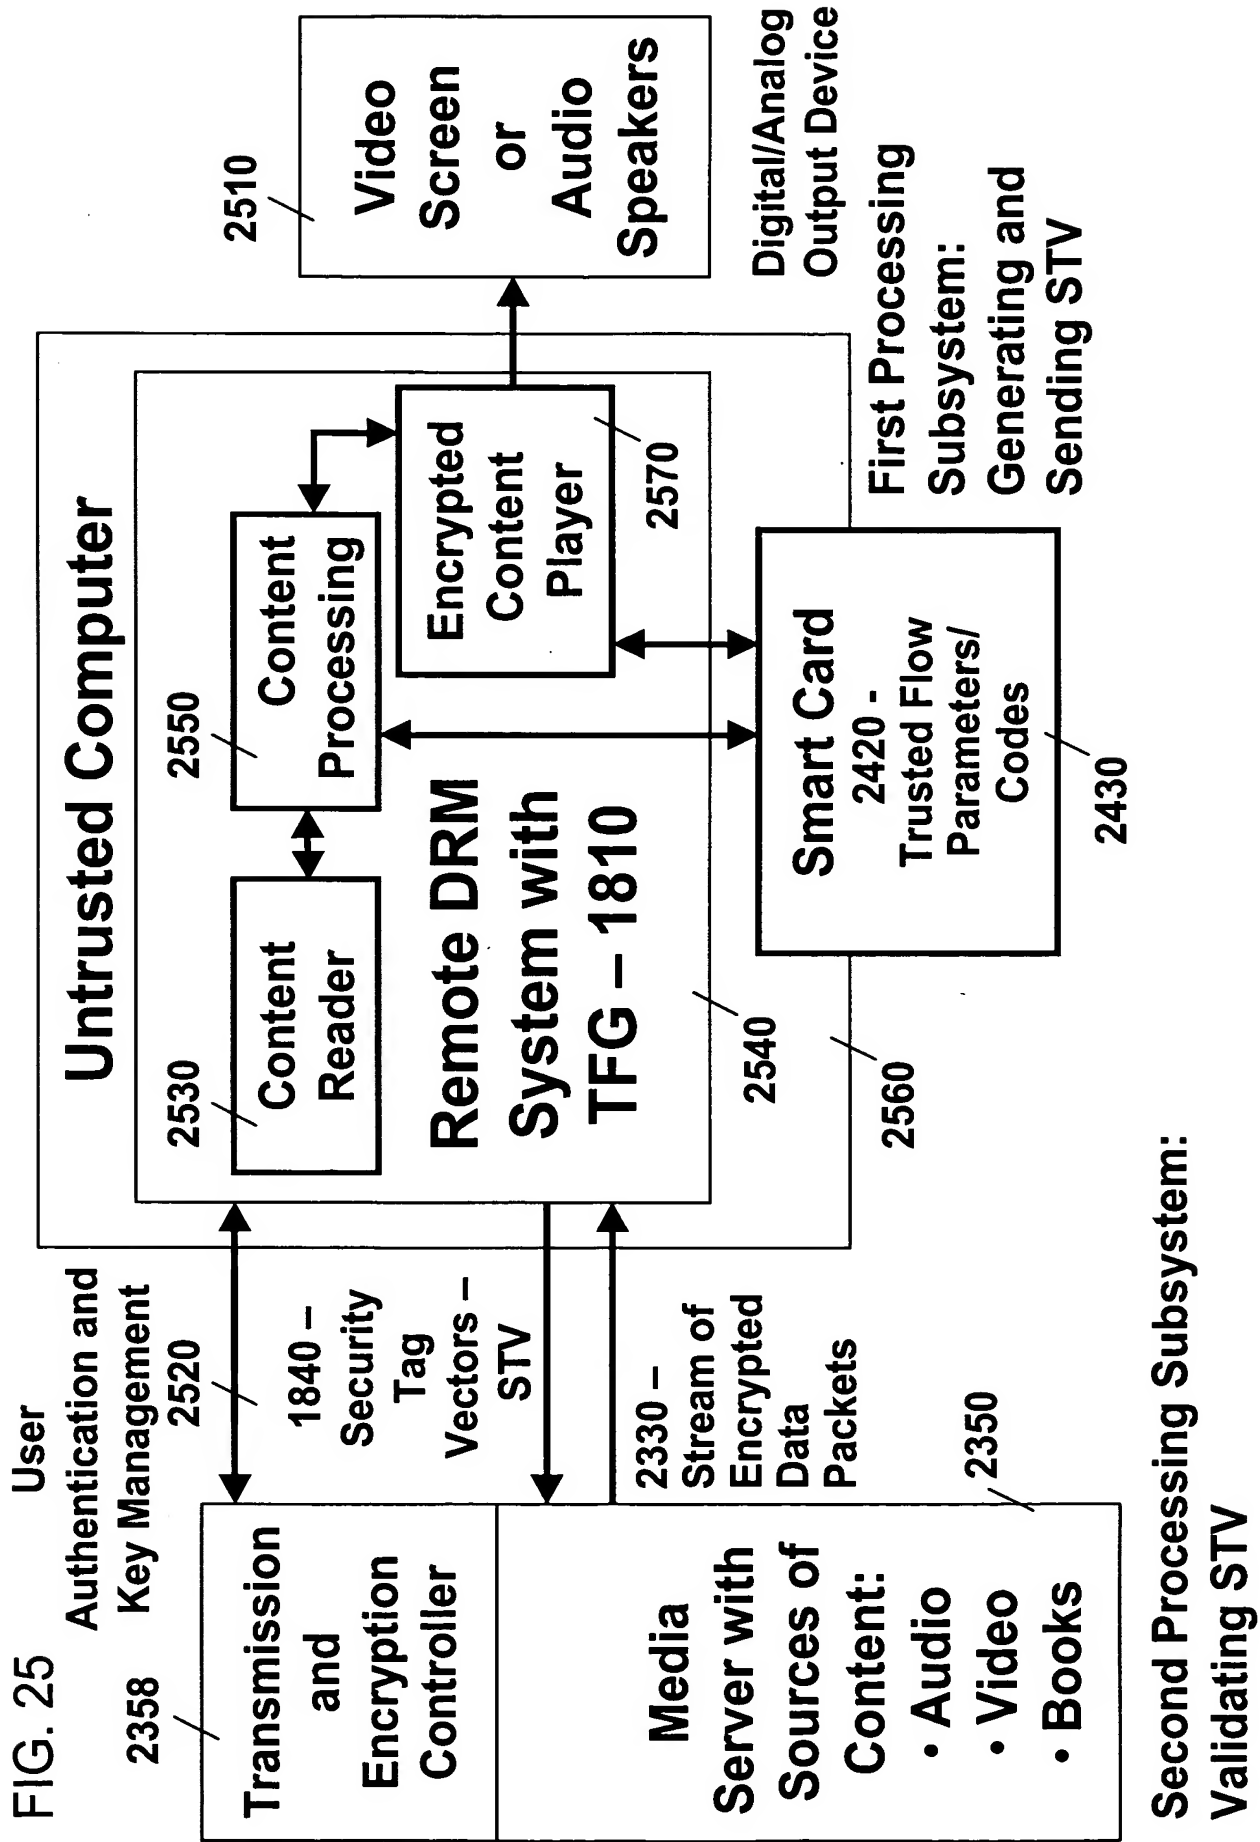 FIG. 25
User
Authentication and
Key Management
2358
2520
Transmission
and
Encryption
Controller
Media
Server with
Sources of
Content:
• Audio
• Video
• Books
2350
1840 –
Security
Tag
Vectors –
STV
2330 –
Stream of
Encrypted
Data
Packets
Second Processing Subsystem:
Validating STV
Untrusted Computer
2530
Content
Reader
2550
Content
Processing
Encrypted
Content
Player
2570
Remote DRM
System with
TFG – 1810
2540
2560
Smart Card
2420 -
Trusted Flow
Parameters/
Codes
2430
2510
Video
Screen
or
Audio
Speakers
Digital/Analog
Output Device
First Processing
Subsystem:
Generating and
Sending STV